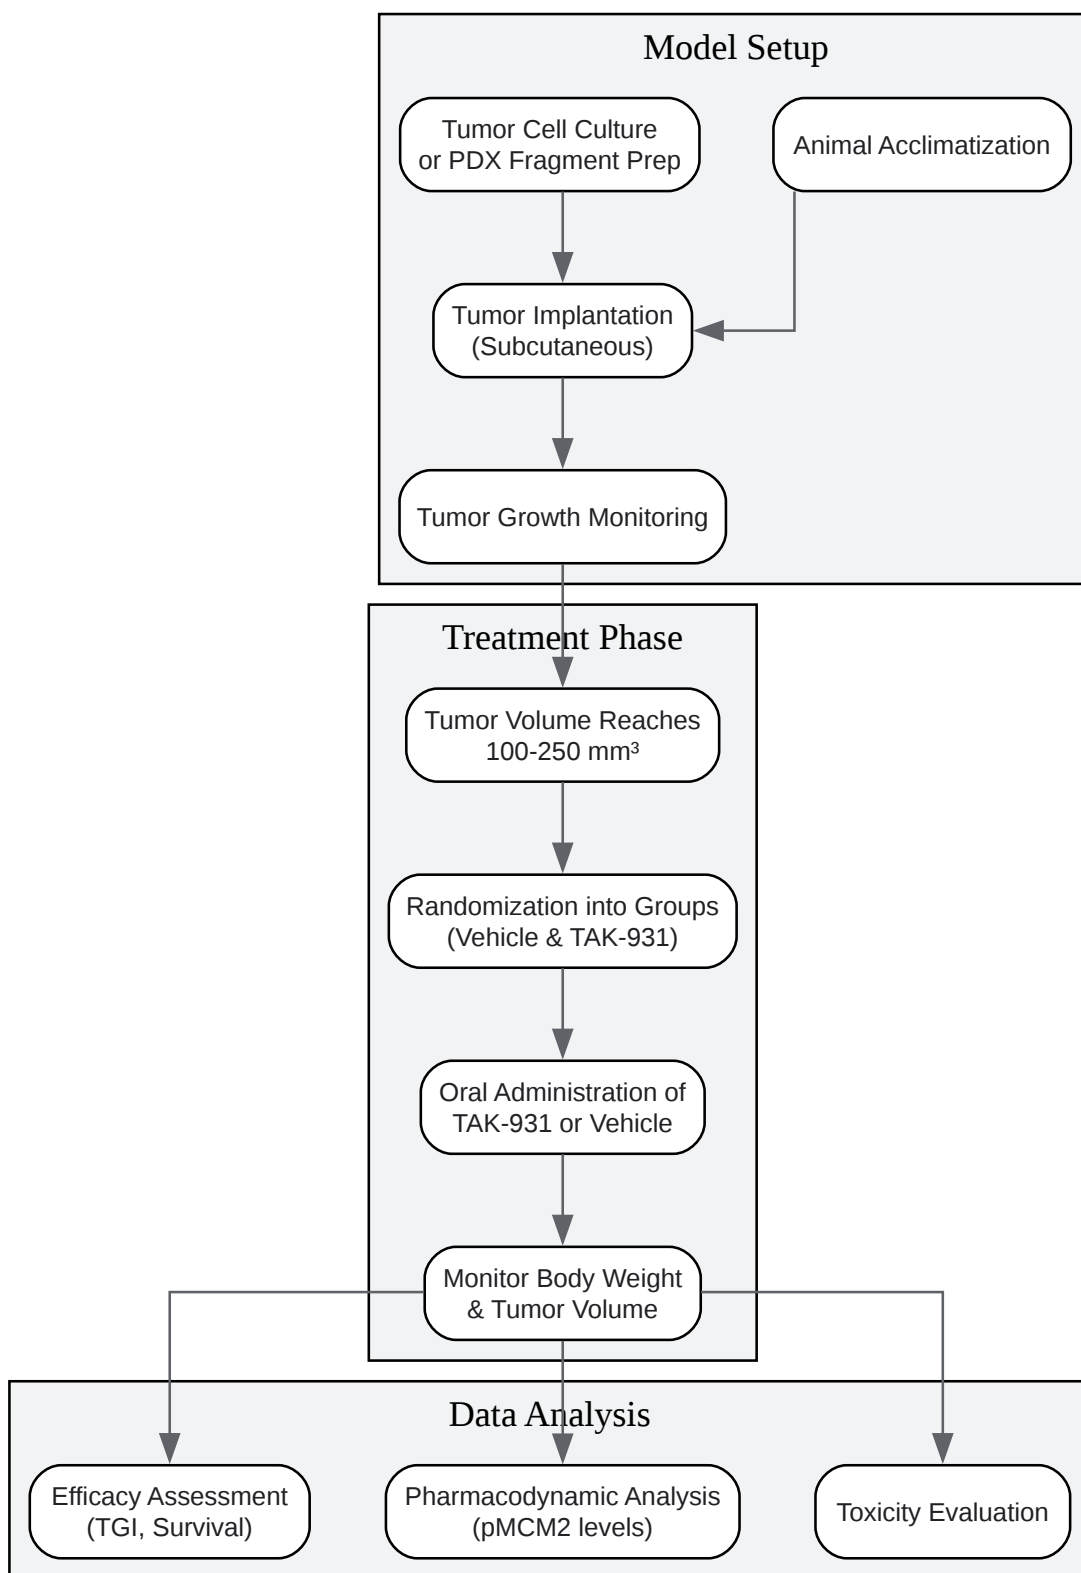 Model Setup
Tumor Cell Culture
or PDX Fragment Prep
Animal Acclimatization
Tumor Implantation
(Subcutaneous)
Tumor Growth Monitoring
Treatment Phase
Tumor Volume Reaches
100-250 mm³
Randomization into Groups
(Vehicle & TAK-931)
Oral Administration of
TAK-931 or Vehicle
Monitor Body Weight
& Tumor Volume
Data Analysis
Efficacy Assessment
(TGI, Survival)
Pharmacodynamic Analysis
(pMCM2 levels)
Toxicity Evaluation